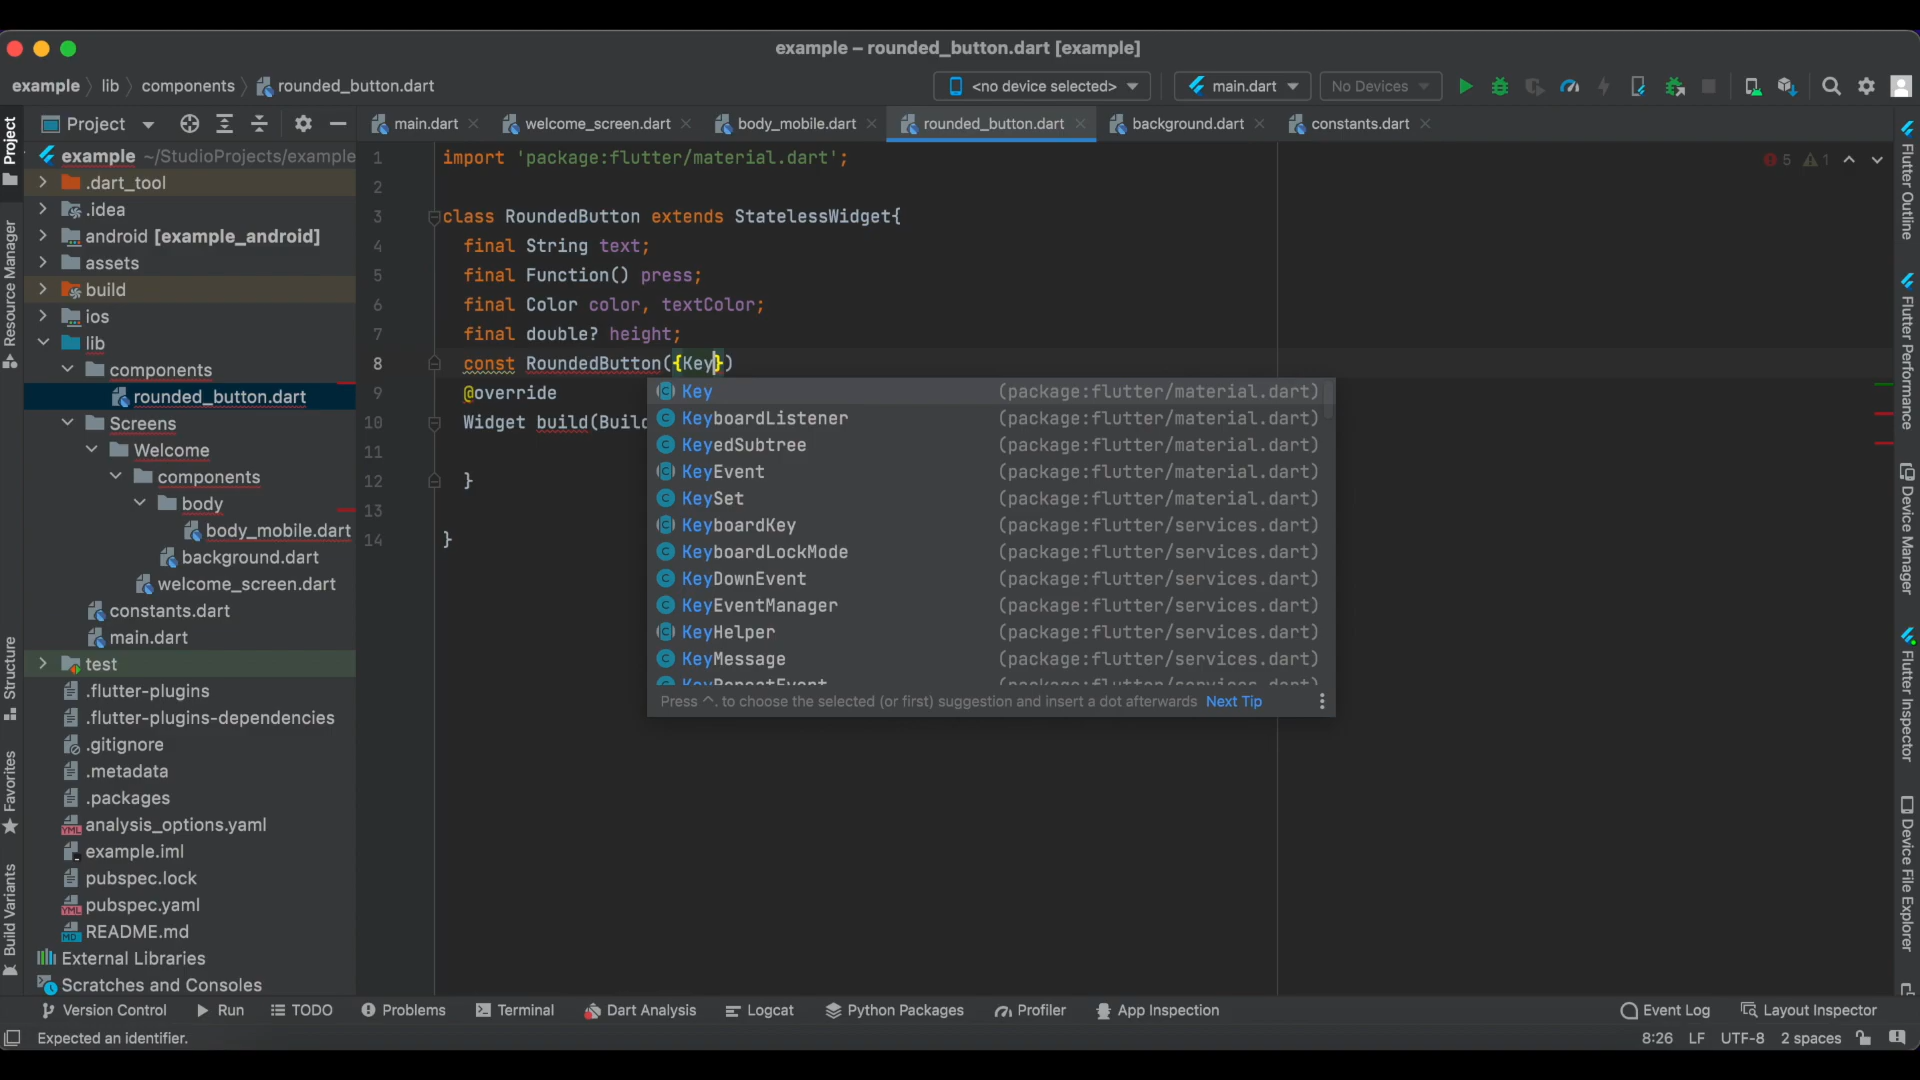 example – rounded_button.dart [example]
example lib components rounded_button.dart
<no device selected> main.dart No Devices
Project
main.dart welcome_screen.dart body_mobile.dart rounded_button.dart background.dart constants.dart
example ~/StudioProjects/example
.dart_tool
.idea
android [example_android]
assets
build
ios
lib
components
rounded_button.dart
Screens
Welcome
components
body
body_mobile.dart
background.dart
welcome_screen.dart
constants.dart
main.dart
test
.flutter-plugins
.flutter-plugins-dependencies
.gitignore
.metadata
.packages
analysis_options.yaml
example.iml
pubspec.lock
pubspec.yaml
README.md
External Libraries
Scratches and Consoles
1 import 'package:flutter/material.dart';
2
3 class RoundedButton extends StatelessWidget{
4 final String text;
5 final Function() press;
6 final Color color, textColor;
7 final double? height;
8 const RoundedButton({Key})
9 @override
10 Widget build(Build
11
12 }
13
14 }
5 1
Key (package:flutter/material.dart)
KeyboardListener (package:flutter/material.dart)
KeyedSubtree (package:flutter/material.dart)
KeyEvent (package:flutter/material.dart)
KeySet (package:flutter/material.dart)
KeyboardKey (package:flutter/services.dart)
KeyboardLockMode (package:flutter/services.dart)
KeyDownEvent (package:flutter/services.dart)
KeyEventManager (package:flutter/services.dart)
KeyHelper (package:flutter/services.dart)
KeyMessage (package:flutter/services.dart)
KeyRepeatEvent (package:flutter/services.dart)
Press ^. to choose the selected (or first) suggestion and insert a dot afterwards Next Tip
Project
Resource Manager
Structure
Favorites
Build Variants
Flutter Outline
Flutter Performance
Device Manager
Flutter Inspector
Device File Explorer
Version Control Run TODO Problems Terminal Dart Analysis Logcat Python Packages Profiler App Inspection Event Log Layout Inspector
Expected an identifier. 8:26 LF UTF-8 2 spaces